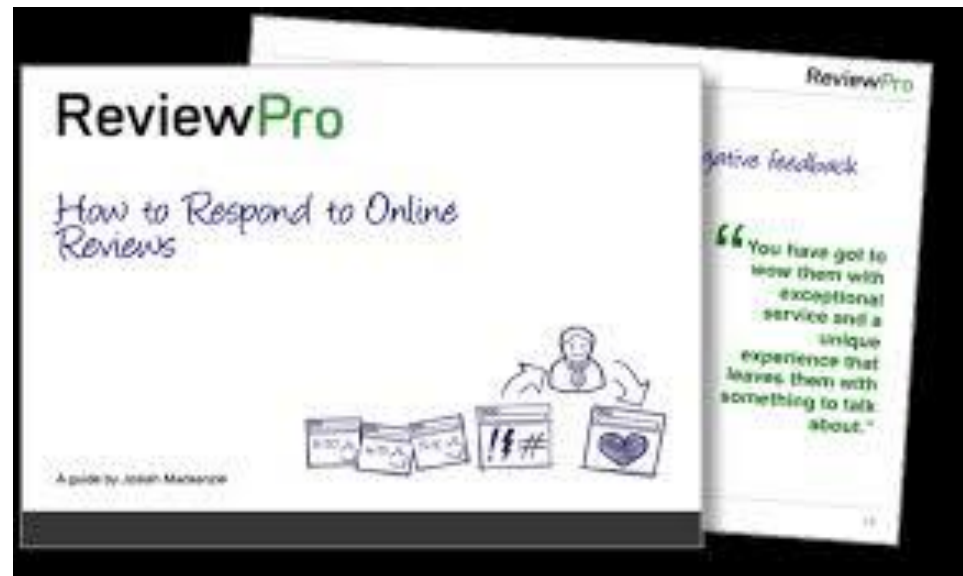 ReviewPro
How to Respond to Online
Reviews
!$#
A guide by Josiah Mackenzie
ReviewPro
gative feedback
“You have got to
wow them with
exceptional
service and a
unique
experience that
leaves them with
something to talk
about.”